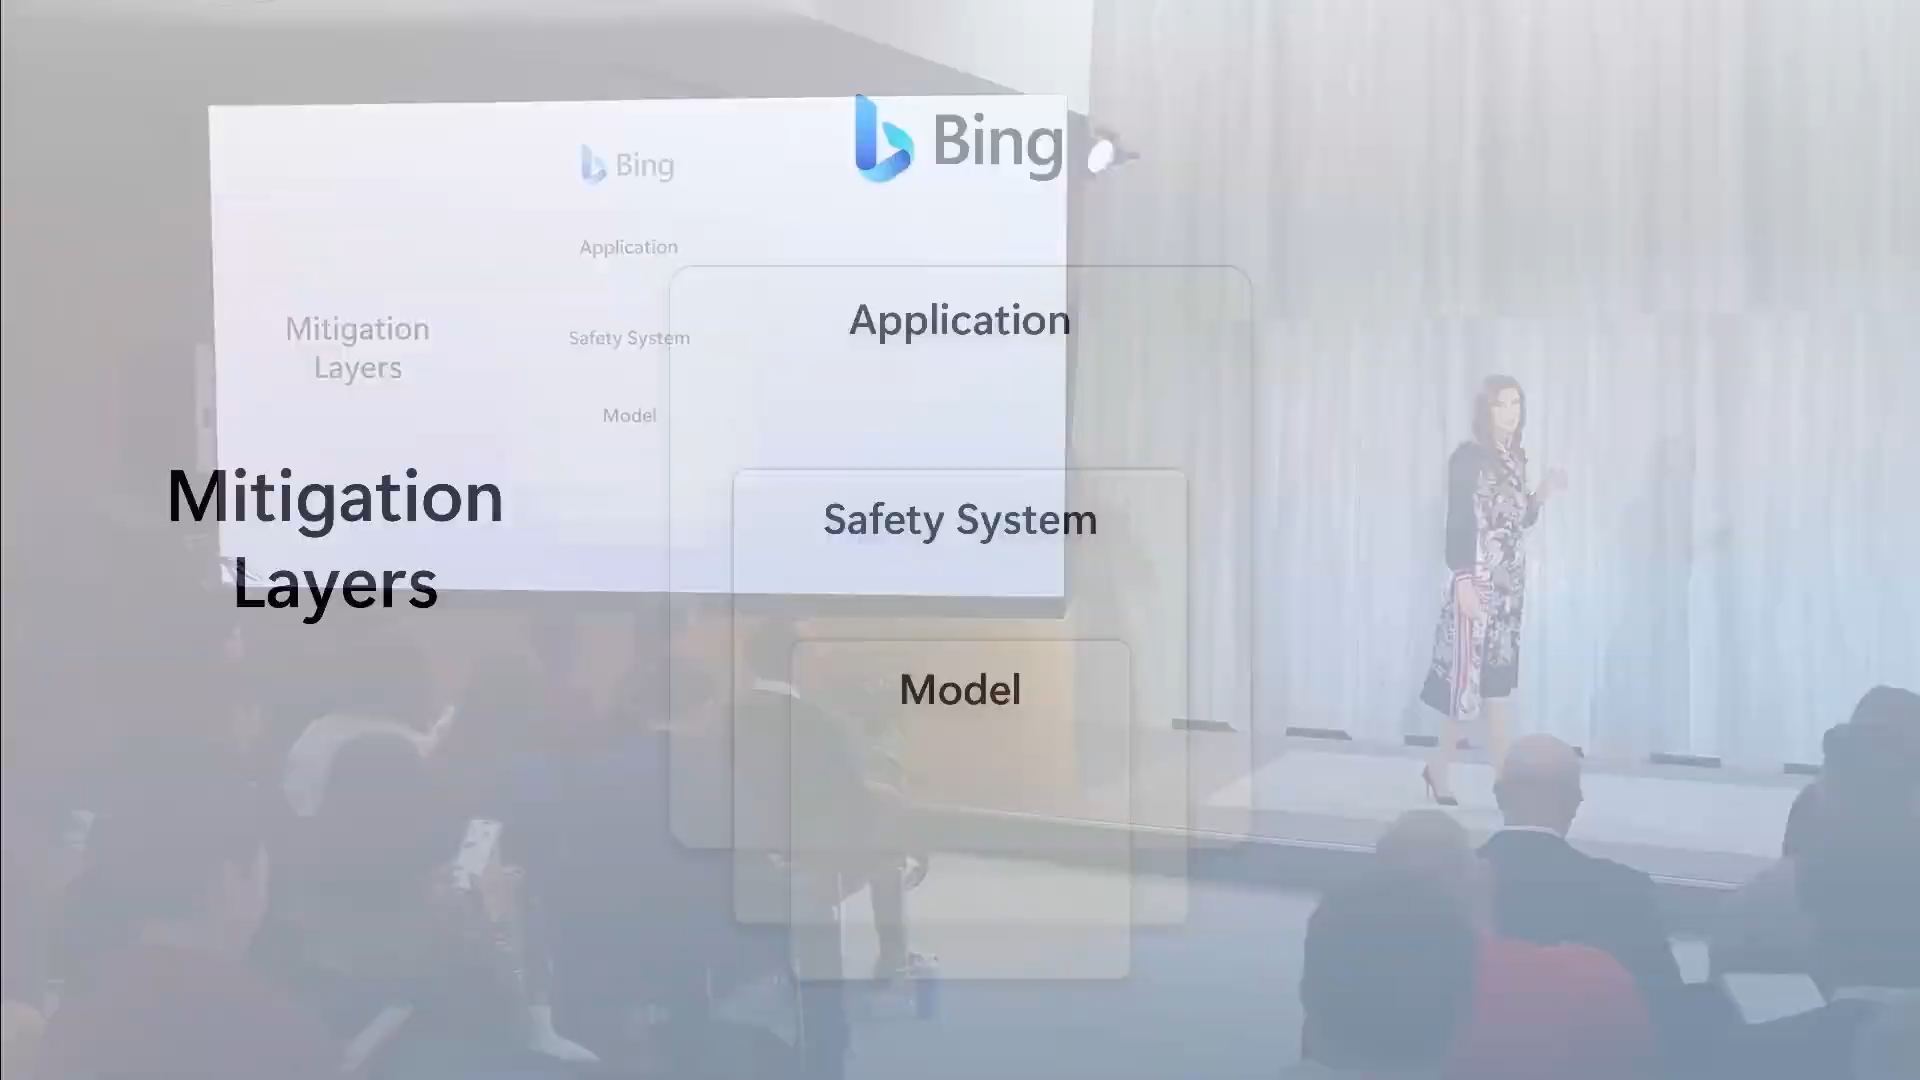 Bing
Application
Mitigation
Layers
Safety System
Model
Bing
Application
Mitigation
Layers
Safety System
Model